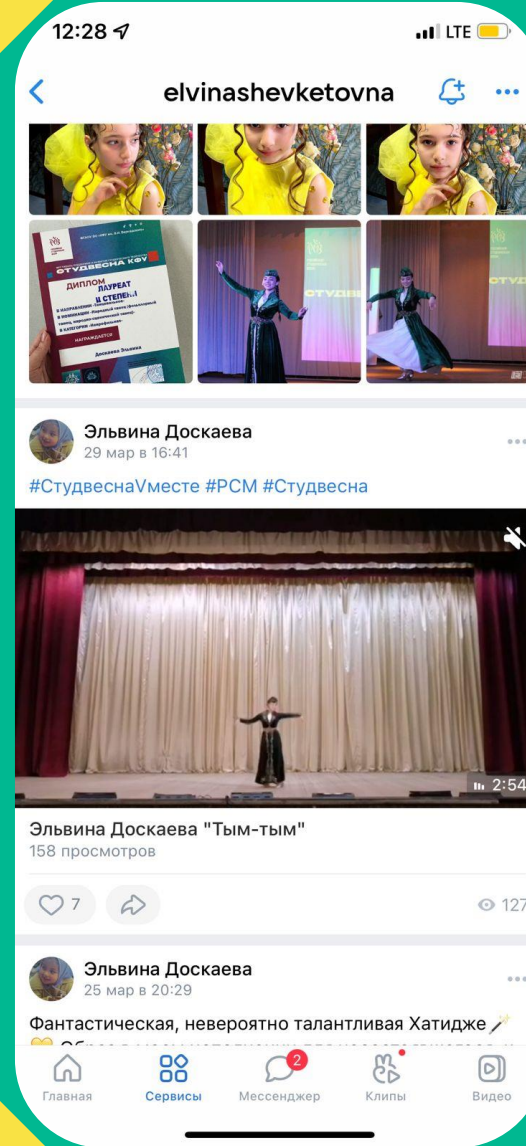 12:28
LTE
elvinashevketovna
СТУДВЕСНА КФУ
ДИПЛОМ
ЛАУРЕАТ
II СТЕПЕНИ
НАГРАЖДАЕТСЯ
Доскаева Эльвина
Эльвина Доскаева
29 мар в 16:41
#СтудвеснаVместе #РСМ #Студвесна
2:54
Эльвина Доскаева "Тым-тым"
158 просмотров
7
127
Эльвина Доскаева
25 мар в 20:29
Фантастическая, невероятно талантливая Хатидже
2
Главная
Сервисы
Мессенджер
Клипы
Видео